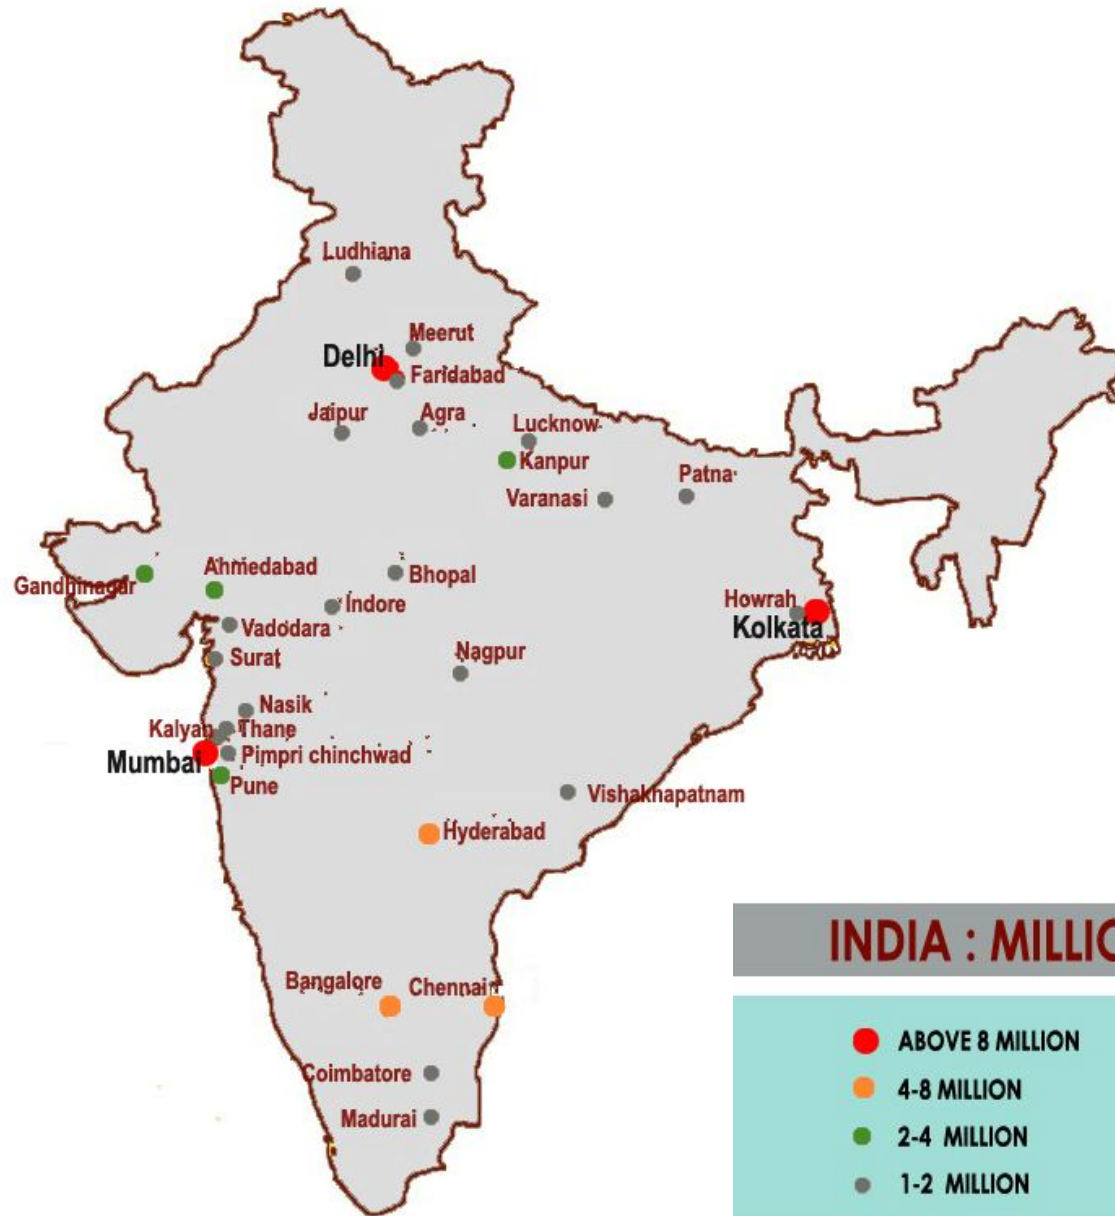 Ludhiana
Meerut
Delhi
Faridabad
Jaipur
Agra
Lucknow
Kanpur
Patna
Varanasi
Ahmedabad
Gandhinagar
Bhopal
Indore
Howrah
Kolkata
Vadodara
Surat
Nagpur
Nasik
Kalyan
Thane
Mumbai
Pimpri chinchwad
Pune
Vishakhapatnam
Hyderabad
Bangalore
Chennai
Coimbatore
Madurai
INDIA :
ABOVE 8 MILLION
4-8 MILLION
2-4 MILLION
1-2 MILLION